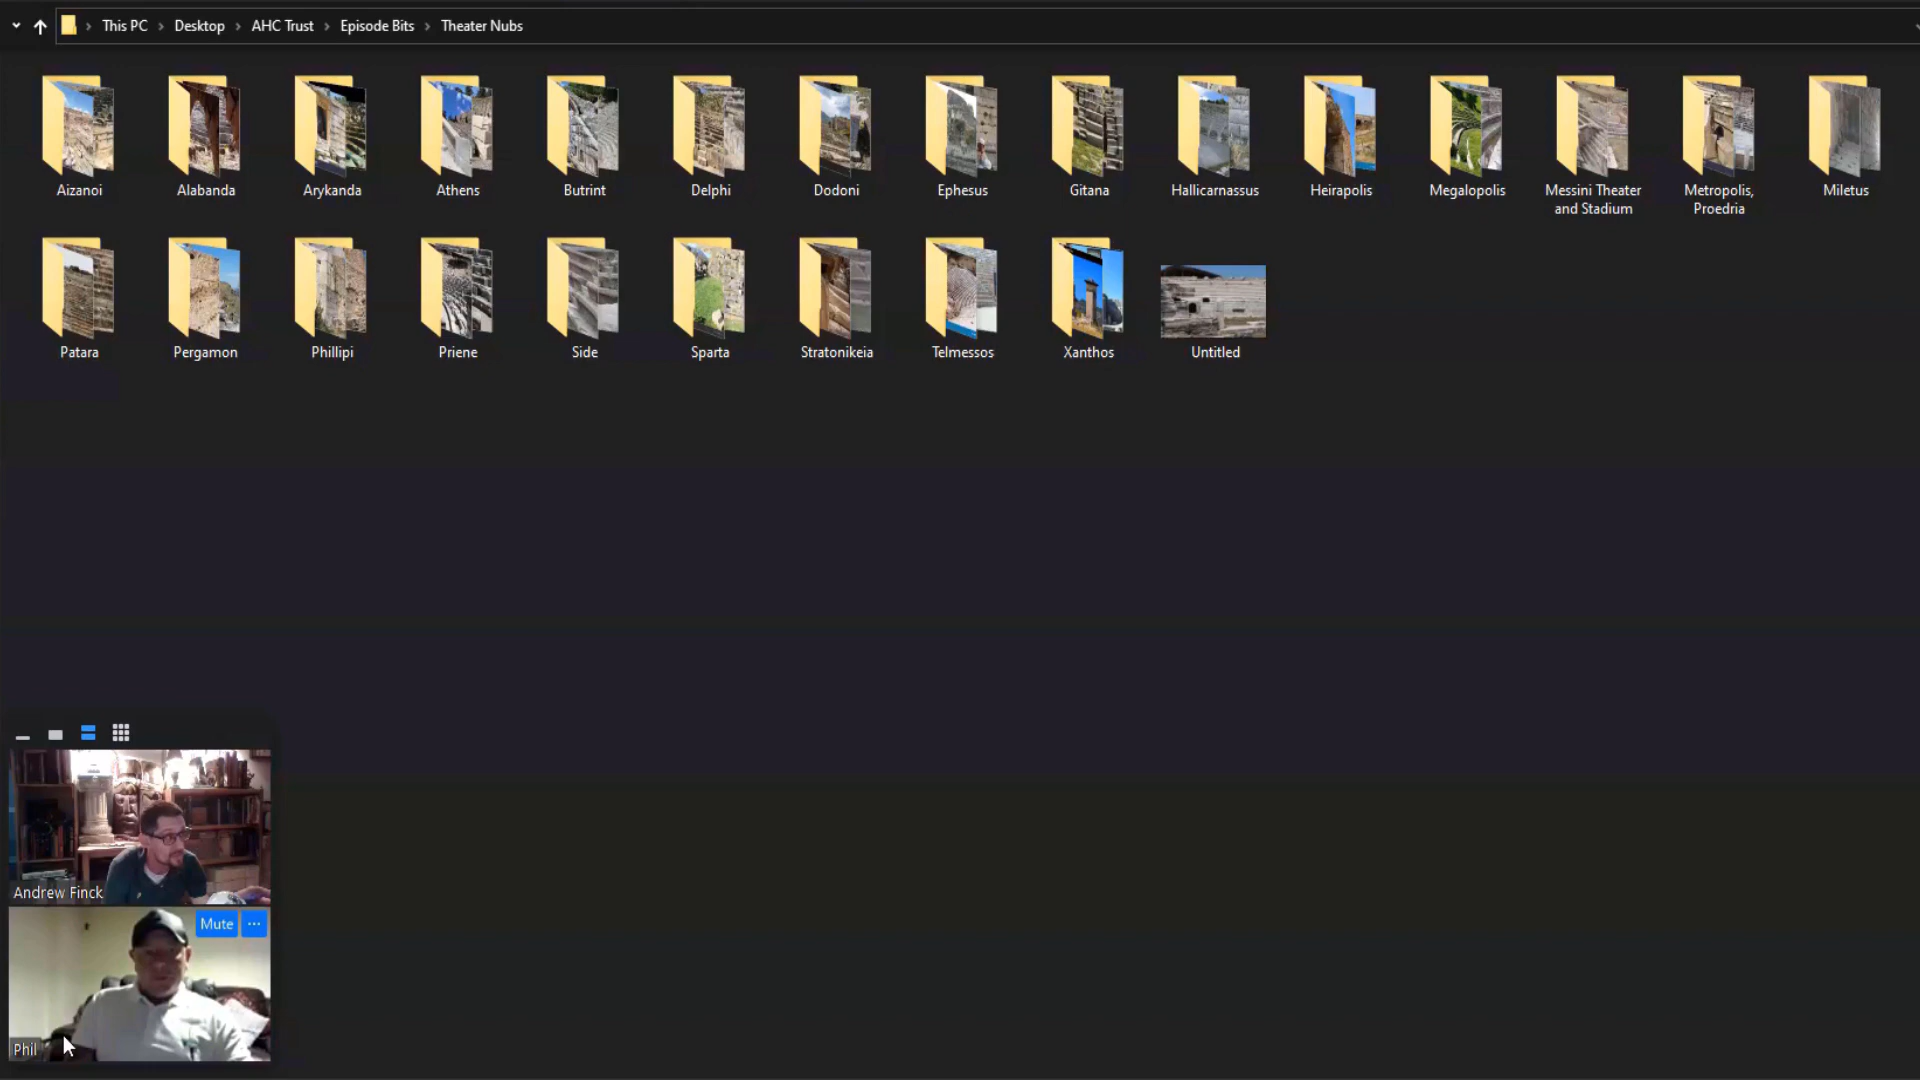 This PC > Desktop > AHC Trust > Episode Bits > Theater Nubs
Aizanoi
Alabanda
Arykanda
Athens
Butrint
Delphi
Dodoni
Ephesus
Gitana
Hallicarnassus
Heirapolis
Megalopolis
Messini Theater
and Stadium
Metropolis,
Proedria
Miletus
Patara
Pergamon
Phillipi
Priene
Side
Sparta
Stratonikeia
Telmessos
Xanthos
Untitled
Andrew Finck
Mute ...
Phil